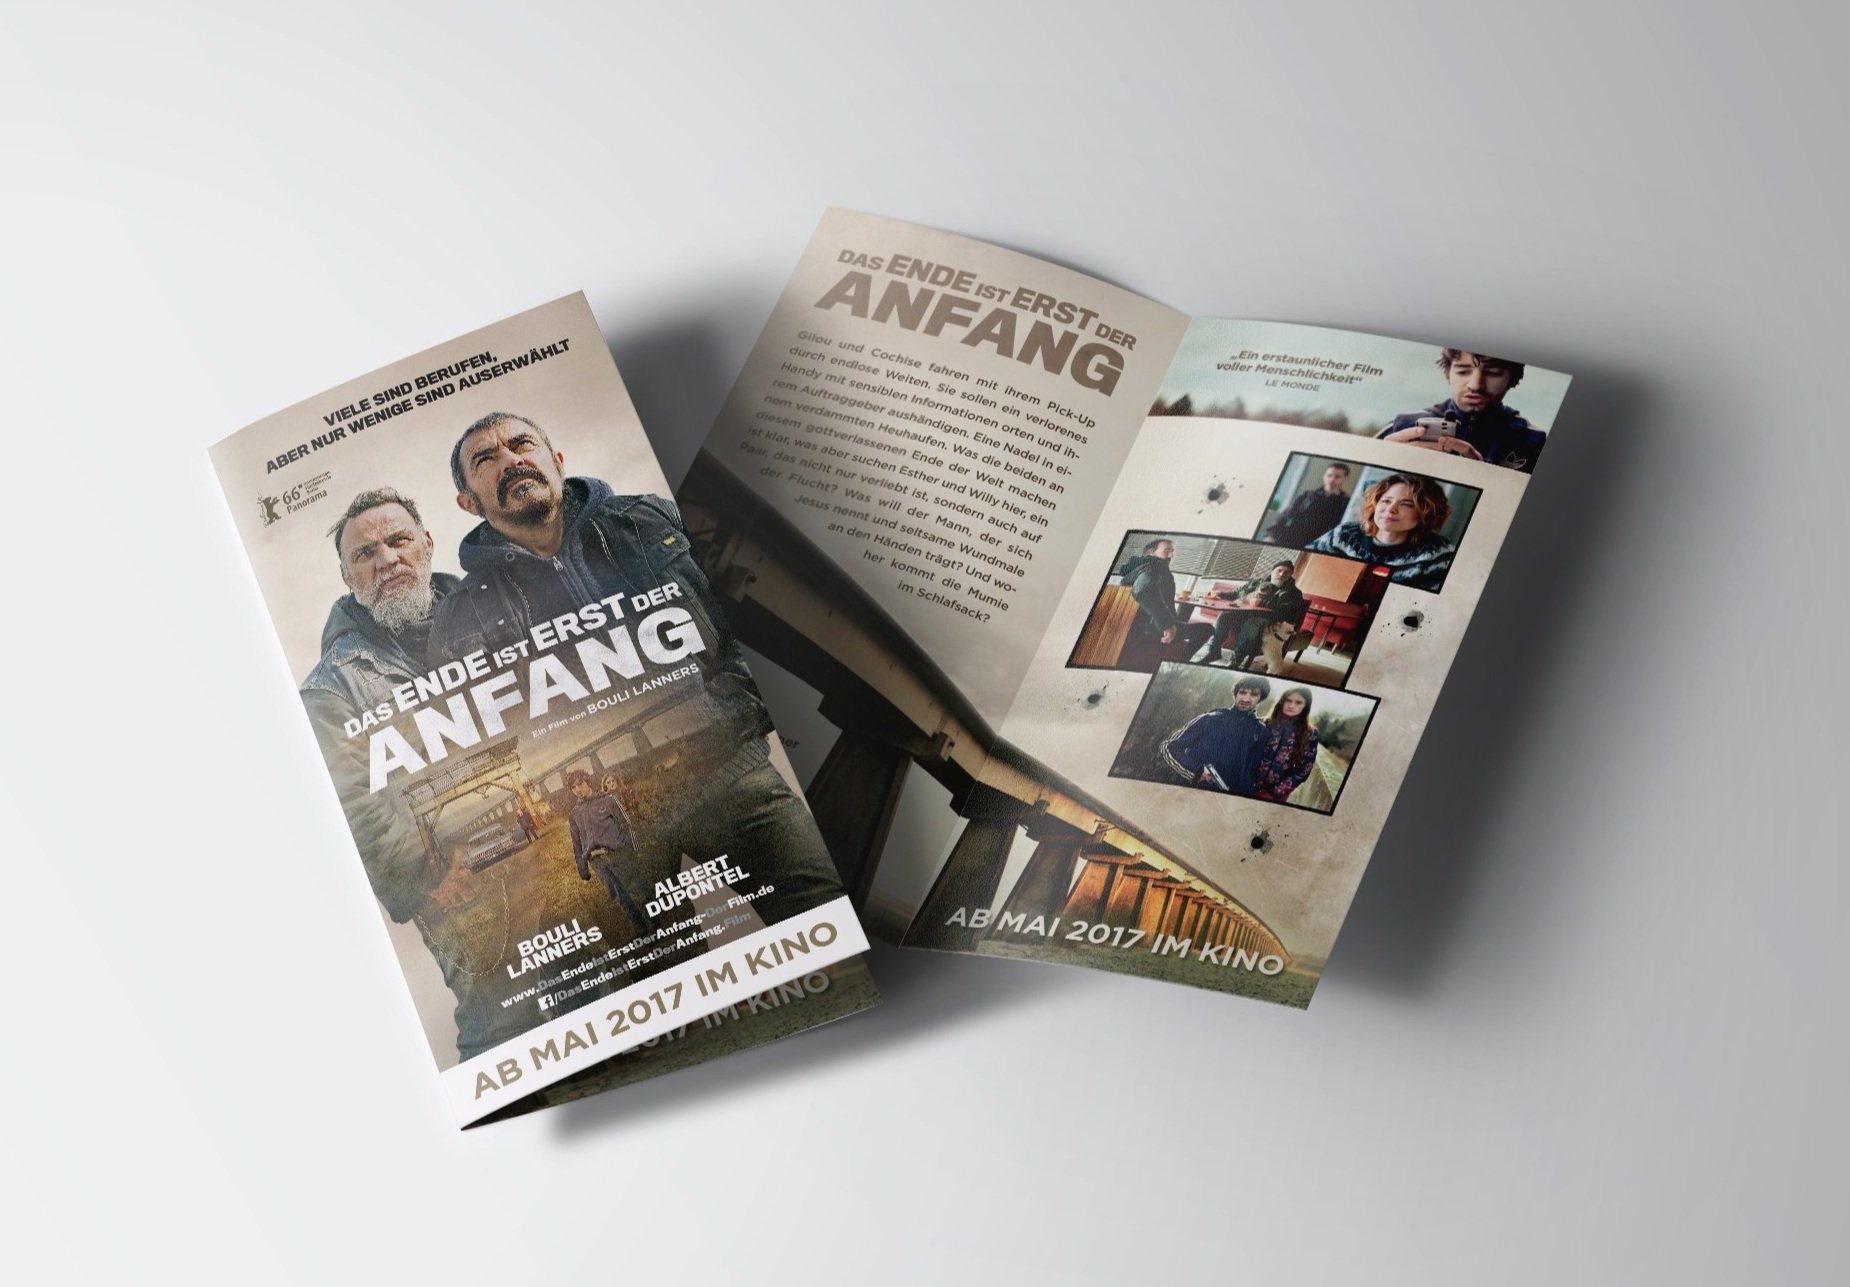 VIELE SIND BERUFEN,
ABER NUR WENIGE SIND AUSERWÄHLT
66
Internationale
Filmfestspiele
Berlin
Panorama
DAS ENDE IST ERST DER
ANFANG
Ein Film von BOULI LANNERS
ALBERT
DUPONTEL
BOULI
LANNERS
www.DasEndeIstErstDerAnfang-DerFilm.de
/DasEndeIstErstDerAnfang.Film
AB MAI 2017 IM KINO
2017 IM KINO
DAS ENDE IST ERST DER
ANFANG
Gilou und Cochise fahren mit ihrem Pick-Up
durch endlose Weiten. Sie sollen ein verlorenes
Handy mit sensiblen Informationen orten und ih-
rem Auftraggeber aushändigen. Eine Nadel in ei-
nem verdammten Heuhaufen. Was die beiden an
diesem gottverlassenen Ende der Welt machen
ist klar, was aber suchen Esther und Willy hier, ein
Paar, das nicht nur verliebt ist, sondern auch auf
der Flucht? Was will der Mann, der sich
Jesus nennt und seltsame Wundmale
an den Händen trägt? Und wo-
her kommt die Mumie
im Schlafsack?
„Ein erstaunlicher Film
voller Menschlichkeit“
LE MONDE
AB MAI 2017 IM KINO